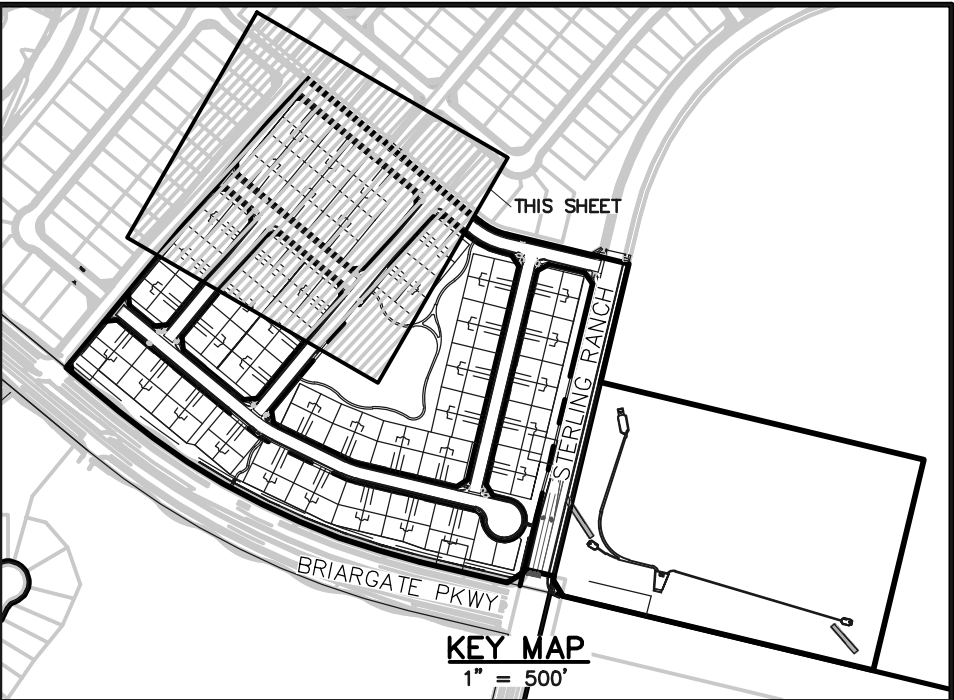 THIS SHEET
STERLING RANCH
BRIARGATE PKWY
KEY MAP
1" = 500'